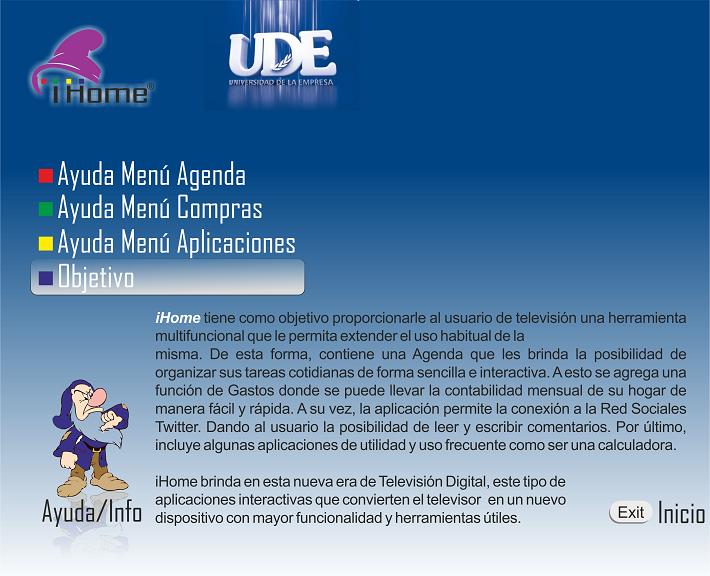 iHome®
UDE
UNIVERSIDAD DE LA EMPRESA
Ayuda Menú Agenda
Ayuda Menú Compras
Ayuda Menú Aplicaciones
Objetivo
iHome tiene como objetivo proporcionarle al usuario de televisión una herramienta
multifuncional que le permita extender el uso habitual de la
misma. De esta forma, contiene una Agenda que les brinda la posibilidad de
organizar sus tareas cotidianas de forma sencilla e interactiva. A esto se agrega una
función de Gastos donde se puede llevar la contabilidad mensual de su hogar de
manera fácil y rápida. A su vez, la aplicación permite la conexión a la Red Sociales
Twitter. Dando al usuario la posibilidad de leer y escribir comentarios. Por último,
incluye algunas aplicaciones de utilidad y uso frecuente como ser una calculadora.
iHome brinda en esta nueva era de Televisión Digital, este tipo de
aplicaciones interactivas que convierten el televisor en un nuevo
dispositivo con mayor funcionalidad y herramientas útiles.
Ayuda/Info
Exit Inicio